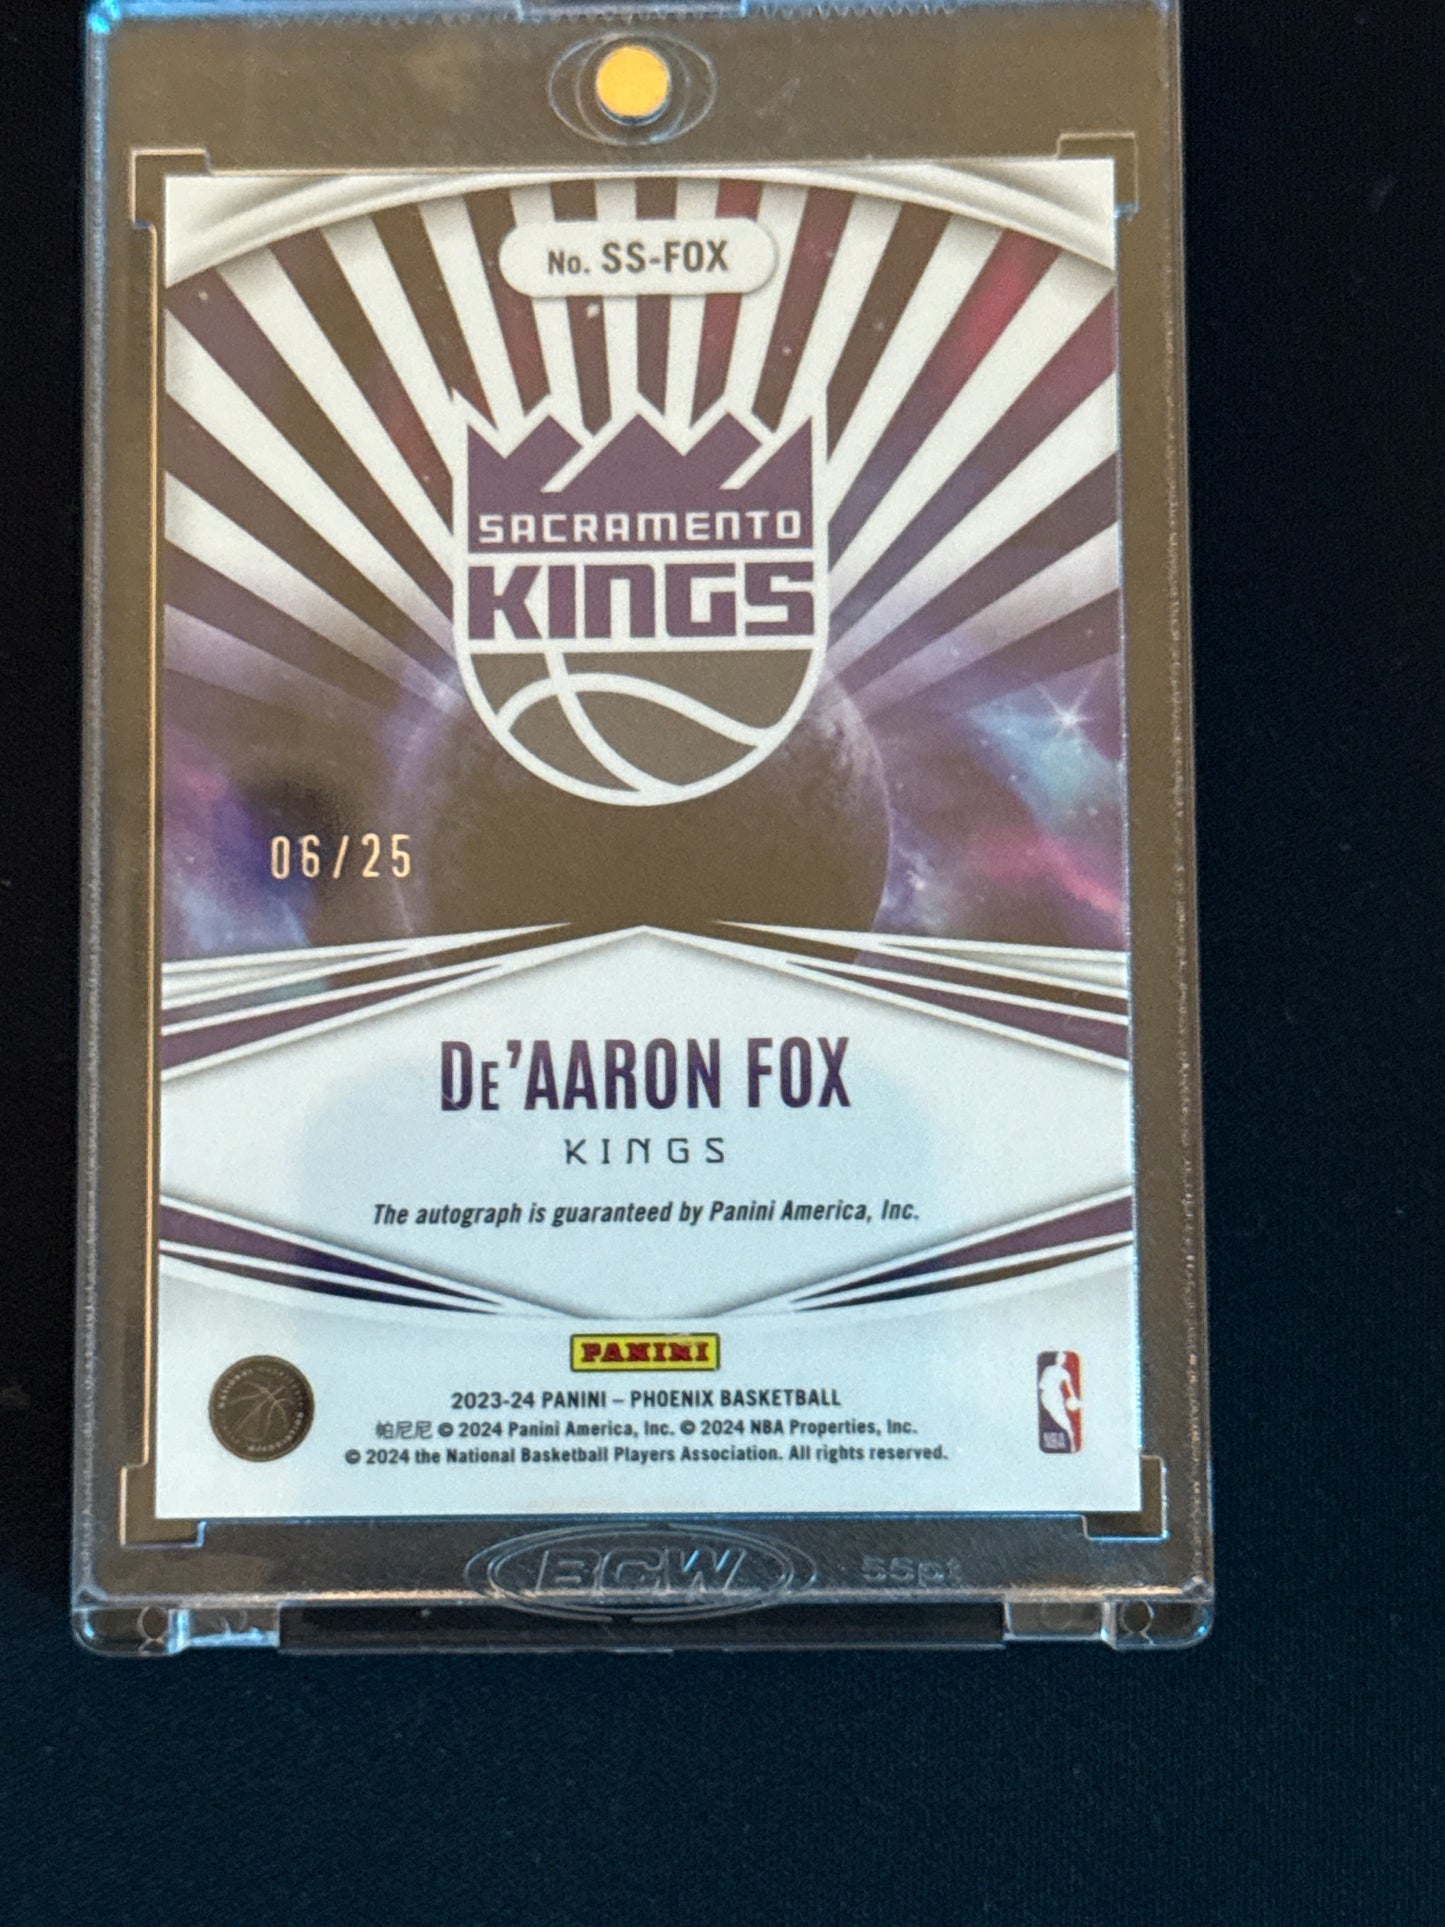 No. SS-FOX
SACRAMENTO
KINGS
06/25
DE'AARON FOX
KINGS
The autograph is guaranteed by Panini America, Inc.
PANINI
2023-24 PANINI – PHOENIX BASKETBALL
帕尼尼 © 2024 Panini America, Inc. © 2024 NBA Properties, Inc.
© 2024 the National Basketball Players Association. All rights reserved.
NBA
BCW 55pt